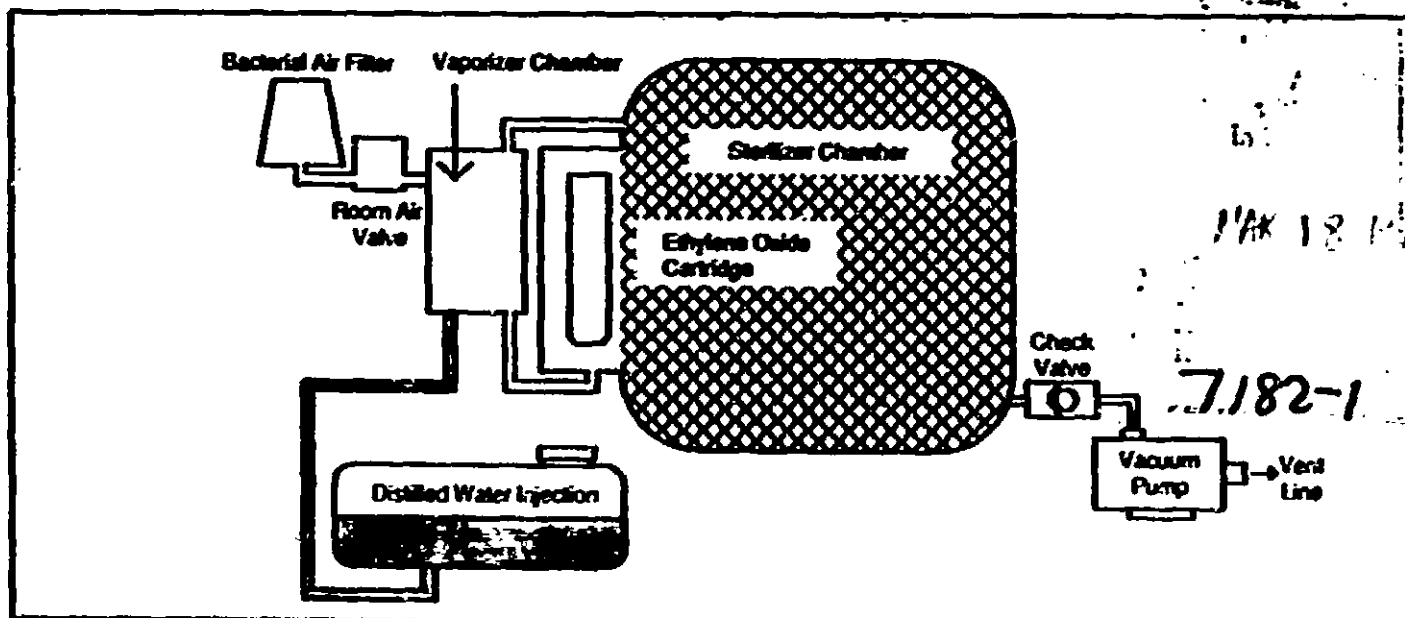 Bacterial Air Filter
Vaporizer Chamber
Sterilizer Chamber
Room Air
Valve
Ethylene Oxide
Cartridge
Check
Valve
7182-1
Vacuum
Pump
Vent
Line
Distilled Water Injection